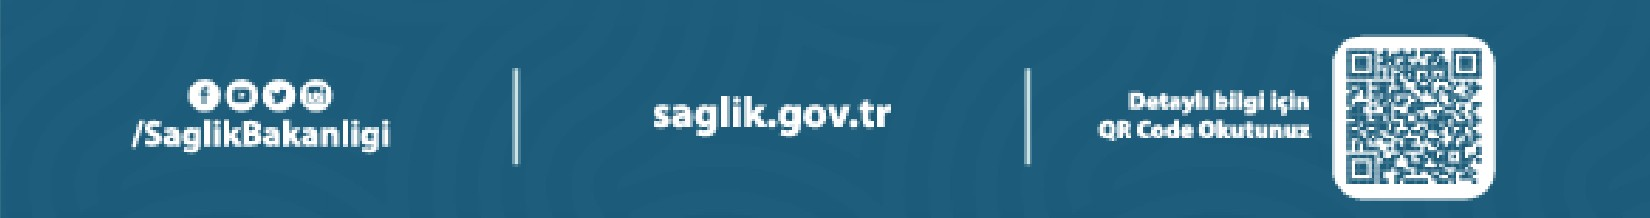 /SaglikBakanligi
saglik.gov.tr
Detaylı bilgi için
QR Code Okutunuz